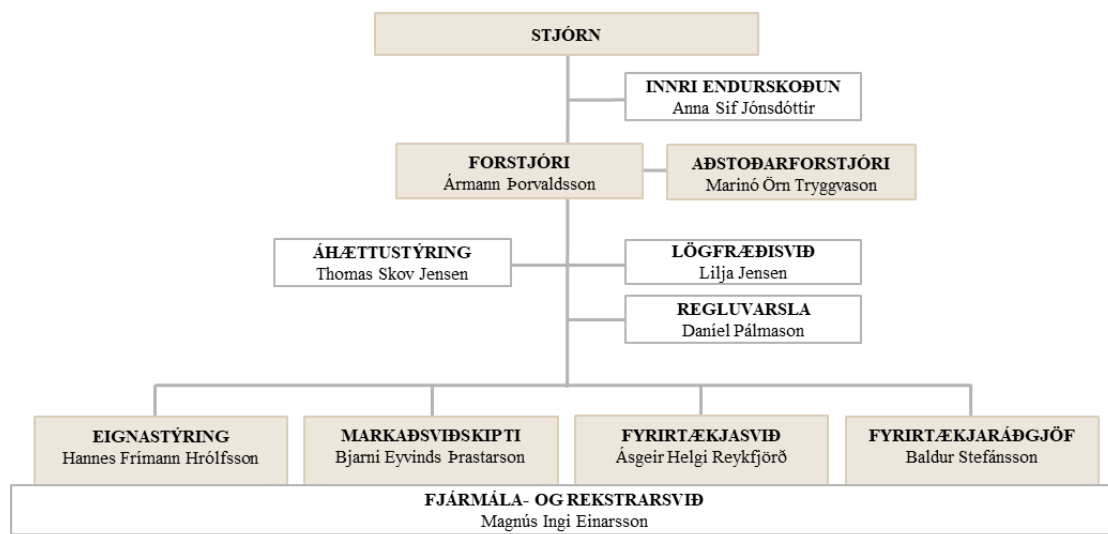 STJÓRN
INNRI ENDURSKOÐUN
Anna Sif Jónsdóttir
FORSTJÓRI
Ármann Þorvaldsson
AÐSTOÐARFORSTJÓRI
Marinó Örn Tryggvason
ÁHÆTTUSTÝRING
Thomas Skov Jensen
LÖGFRÆÐISVIÐ
Lilja Jensen
REGLUVARSLA
Daníel Pálmason
EIGNASTÝRING
Hannes Frímann Hrólfsson
MARKAÐSVIÐSKIPTI
Bjarni Eyvinds Þrastarson
FYRIRTÆKJASVIÐ
Ásgeir Helgi Reykfjörð
FYRIRTÆKJARÁÐGJÖF
Baldur Stefánsson
FJÁRMÁLA- OG REKSTRARSVIÐ
Magnús Ingi Einarsson